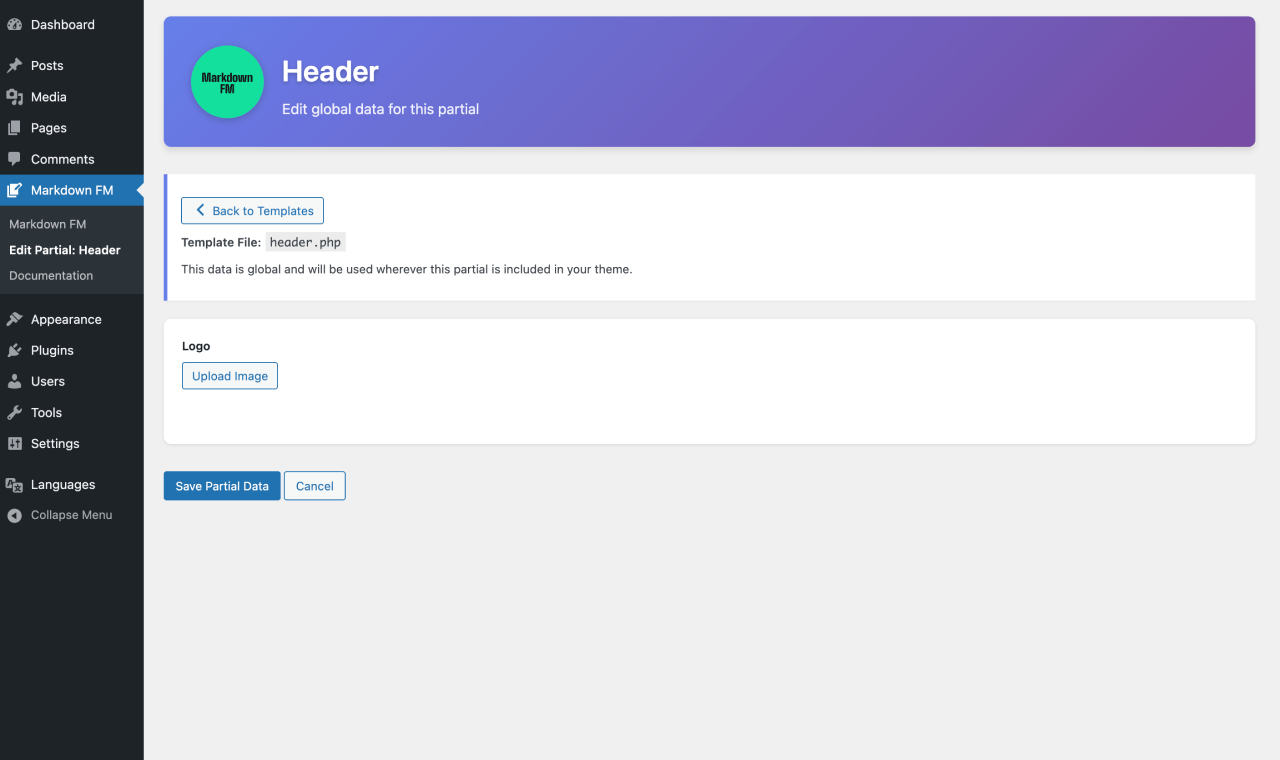 Dashboard
Posts
Media
Pages
Comments
Markdown FM
Markdown FM
Edit Partial: Header
Documentation
Appearance
Plugins
Users
Tools
Settings
Languages
Collapse Menu
Markdown
FM
Header
Edit global data for this partial
Back to Templates
Template File: header.php
This data is global and will be used wherever this partial is included in your theme.
Logo
Upload Image
Save Partial Data Cancel